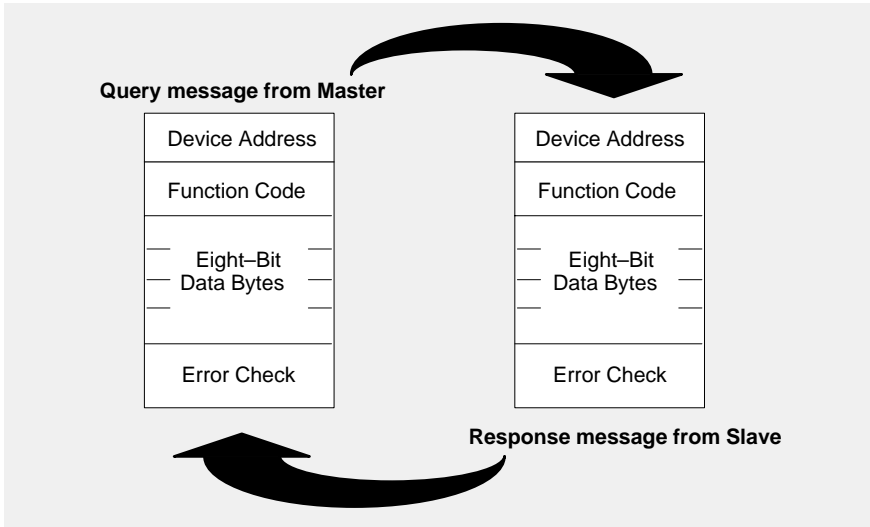 Query message from Master
Device Address
Function Code
Eight–Bit
Data Bytes
Error Check
Device Address
Function Code
Eight–Bit
Data Bytes
Error Check
Response message from Slave